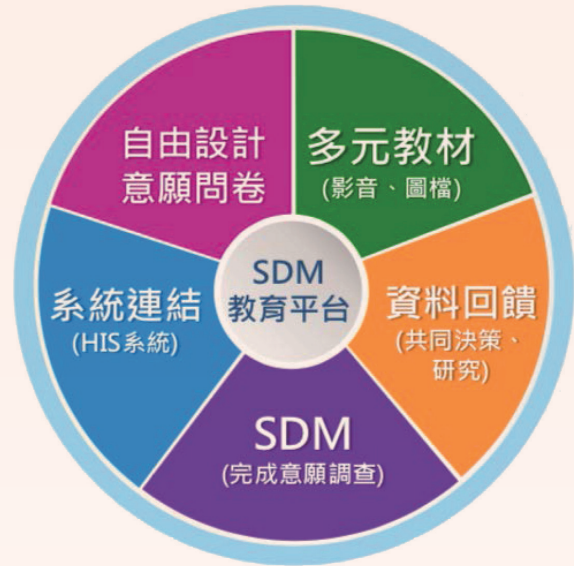 自由設計
意願問卷
多元教材
(影音、圖檔)
系統連結
(HIS系統)
SDM
教育平台
資料回饋
(共同決策、
研究)
SDM
(完成意願調查)